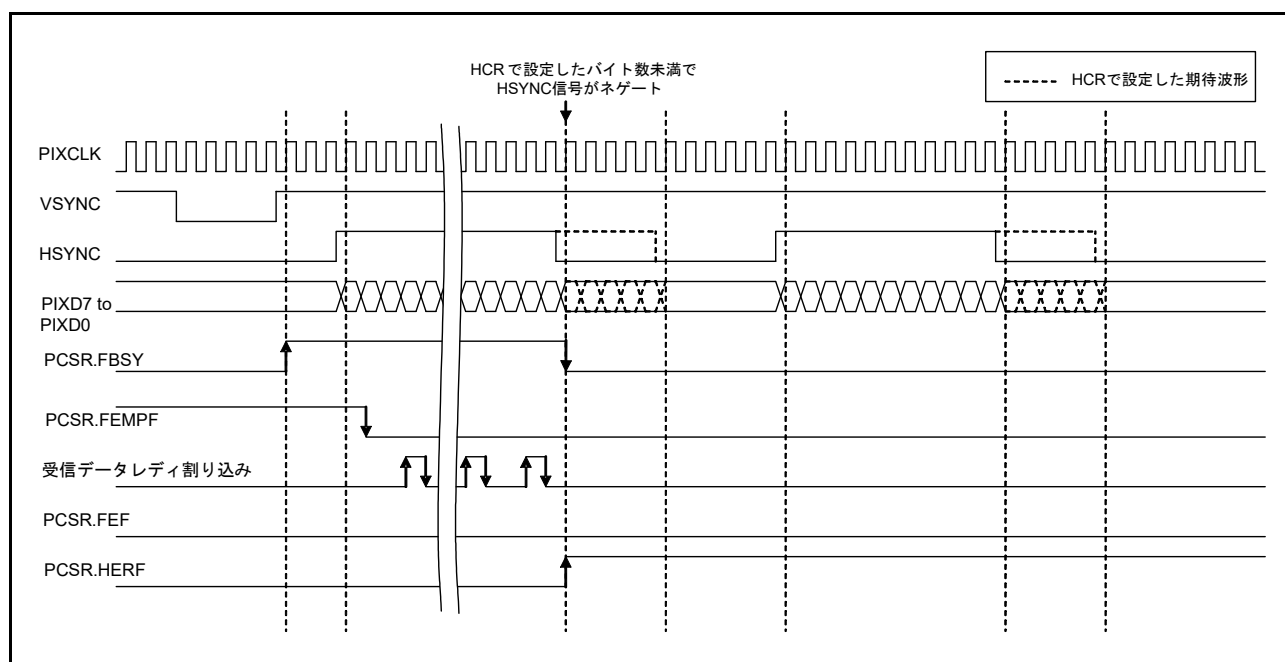 HCRで設定したバイト数未満で
HSYNC信号がネゲート
HCRで設定した期待波形
PIXCLK
VSYNC
HSYNC
PIXD7 to
PIXD0
PCSR.FBSY
PCSR.FEMPF
受信データレディ割り込み
PCSR.FEF
PCSR.HERF